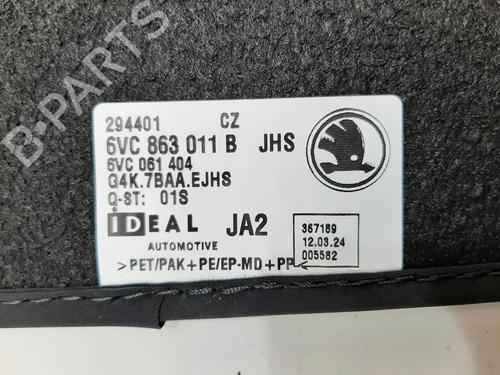 B-PARTS
294401 CZ
6VC 863 011 B JHS
6VC 061 404
G4K.7BAA.EJHS
Q-ST: 01S
iDEAL JA2
AUTOMOTIVE
367189
12.03.24
005582
>PET/PAK+PE/EP-MD+PP-<